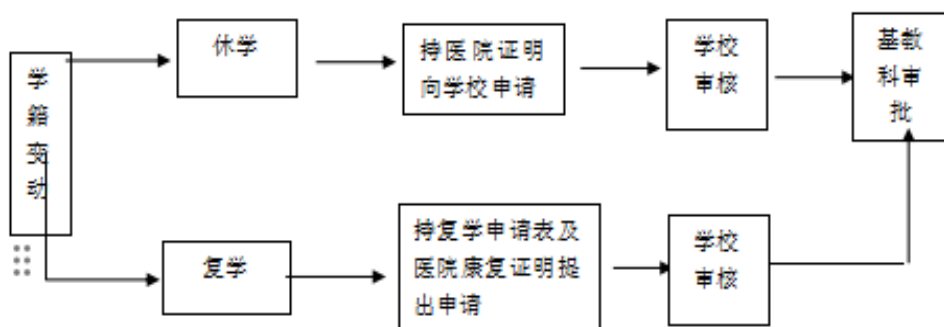 学
籍
变
动
休学
持医院证明
向学校申请
学校
审核
基教
科审
批
复学
持复学申请表及
医院康复证明提
出申请
学校
审核